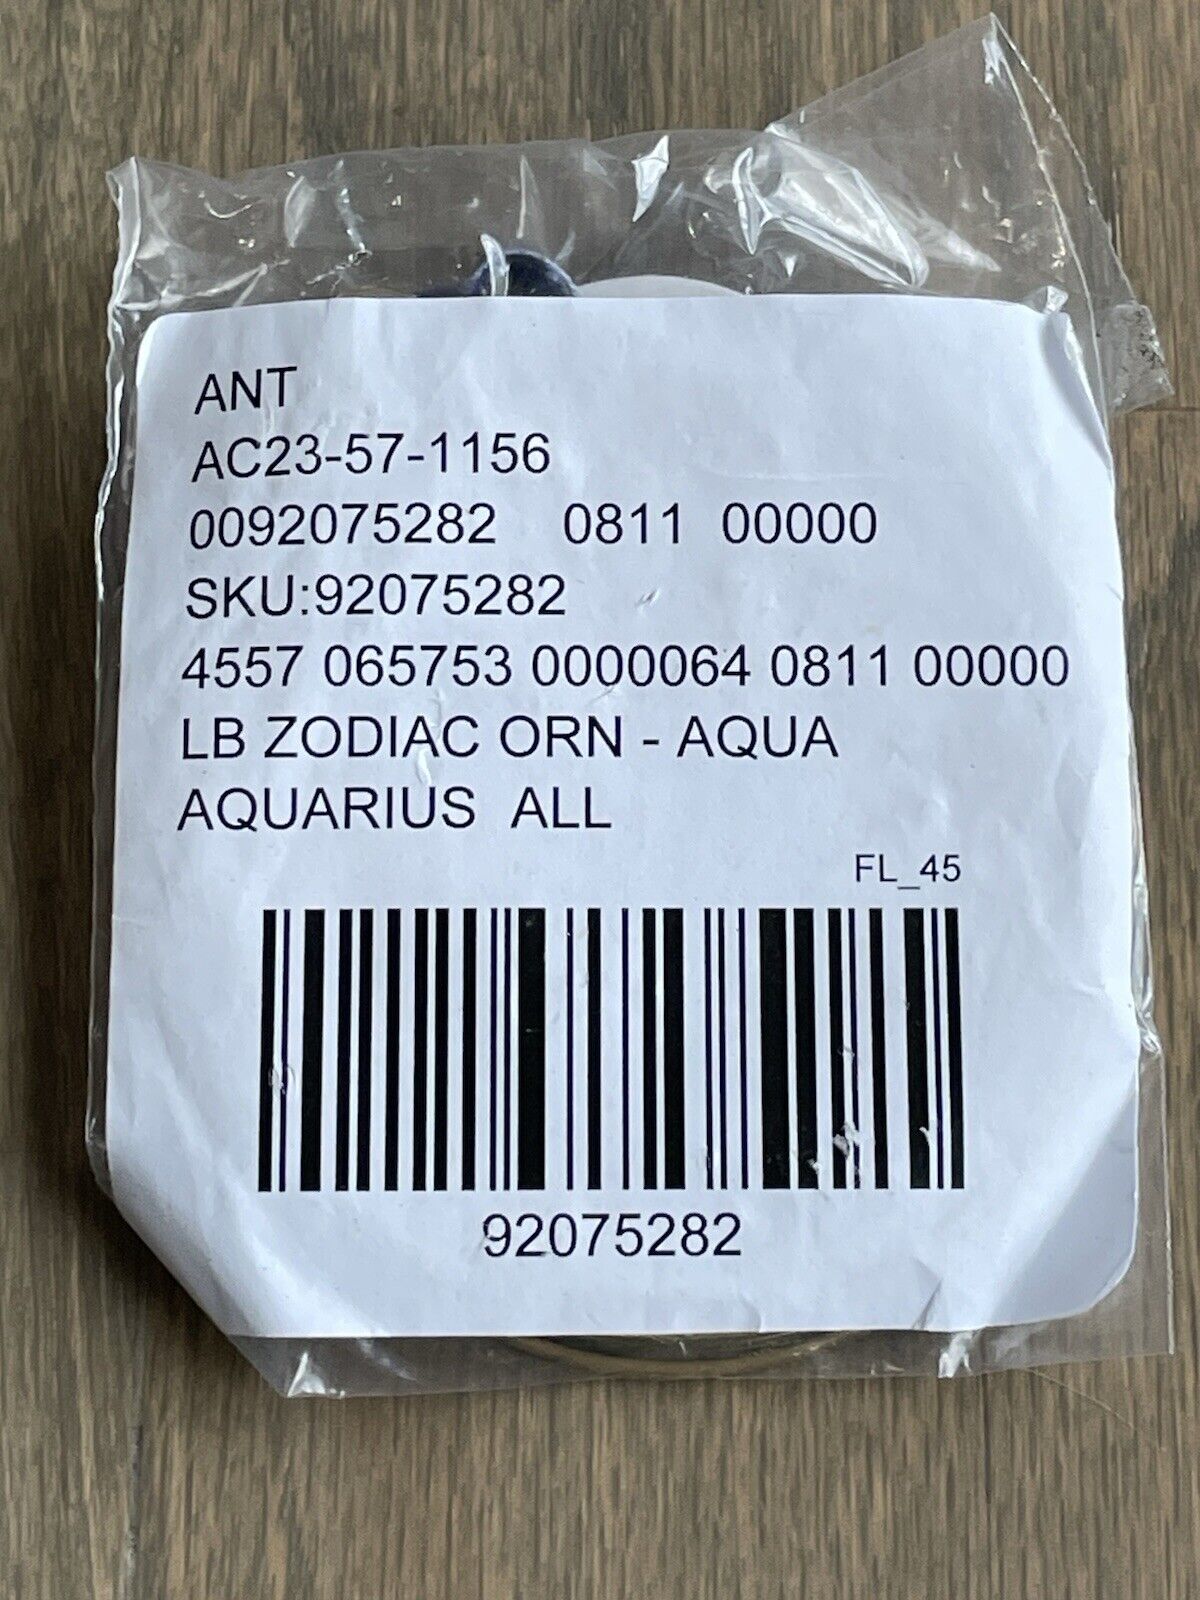 ANT
AC23-57-1156
0092075282 0811 00000
SKU:92075282
4557 065753 0000064 0811 00000
LB ZODIAC ORN - AQUA
AQUARIUS ALL
FL_45
92075282